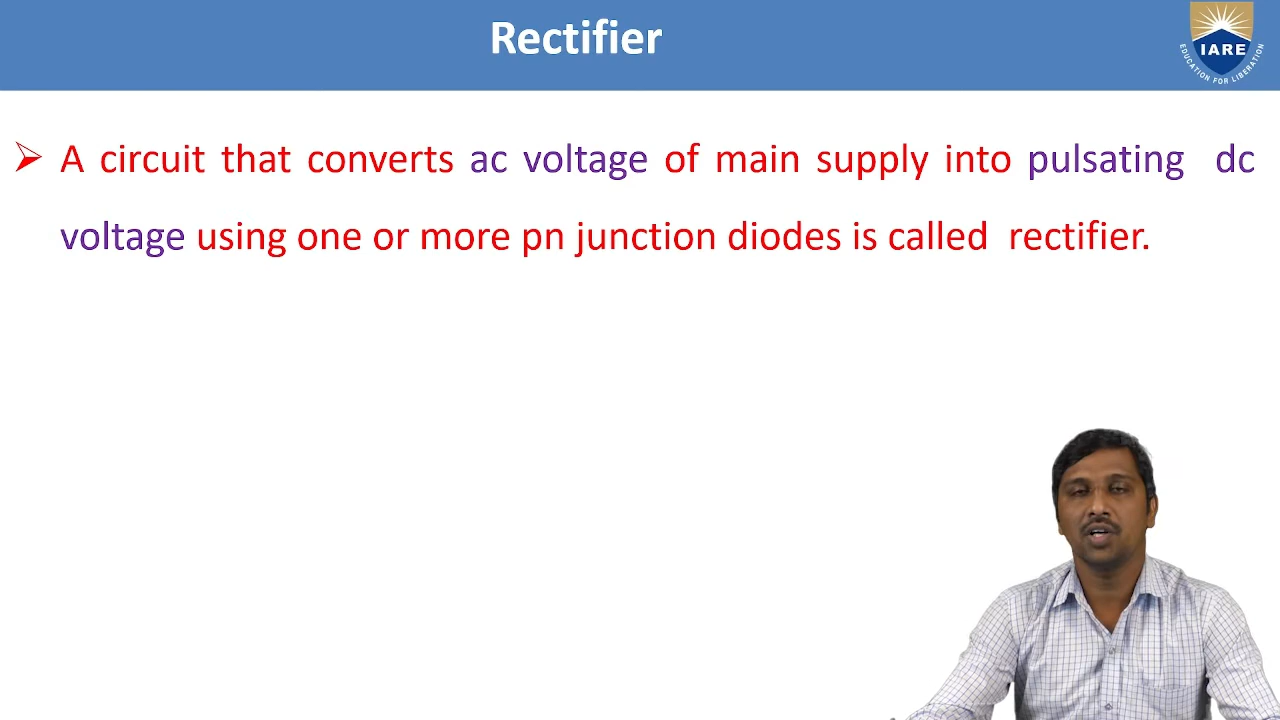 Rectifier
IARE
EDUCATION FOR LIBERATION
➢ A circuit that converts ac voltage of main supply into pulsating dc
voltage using one or more pn junction diodes is called rectifier.